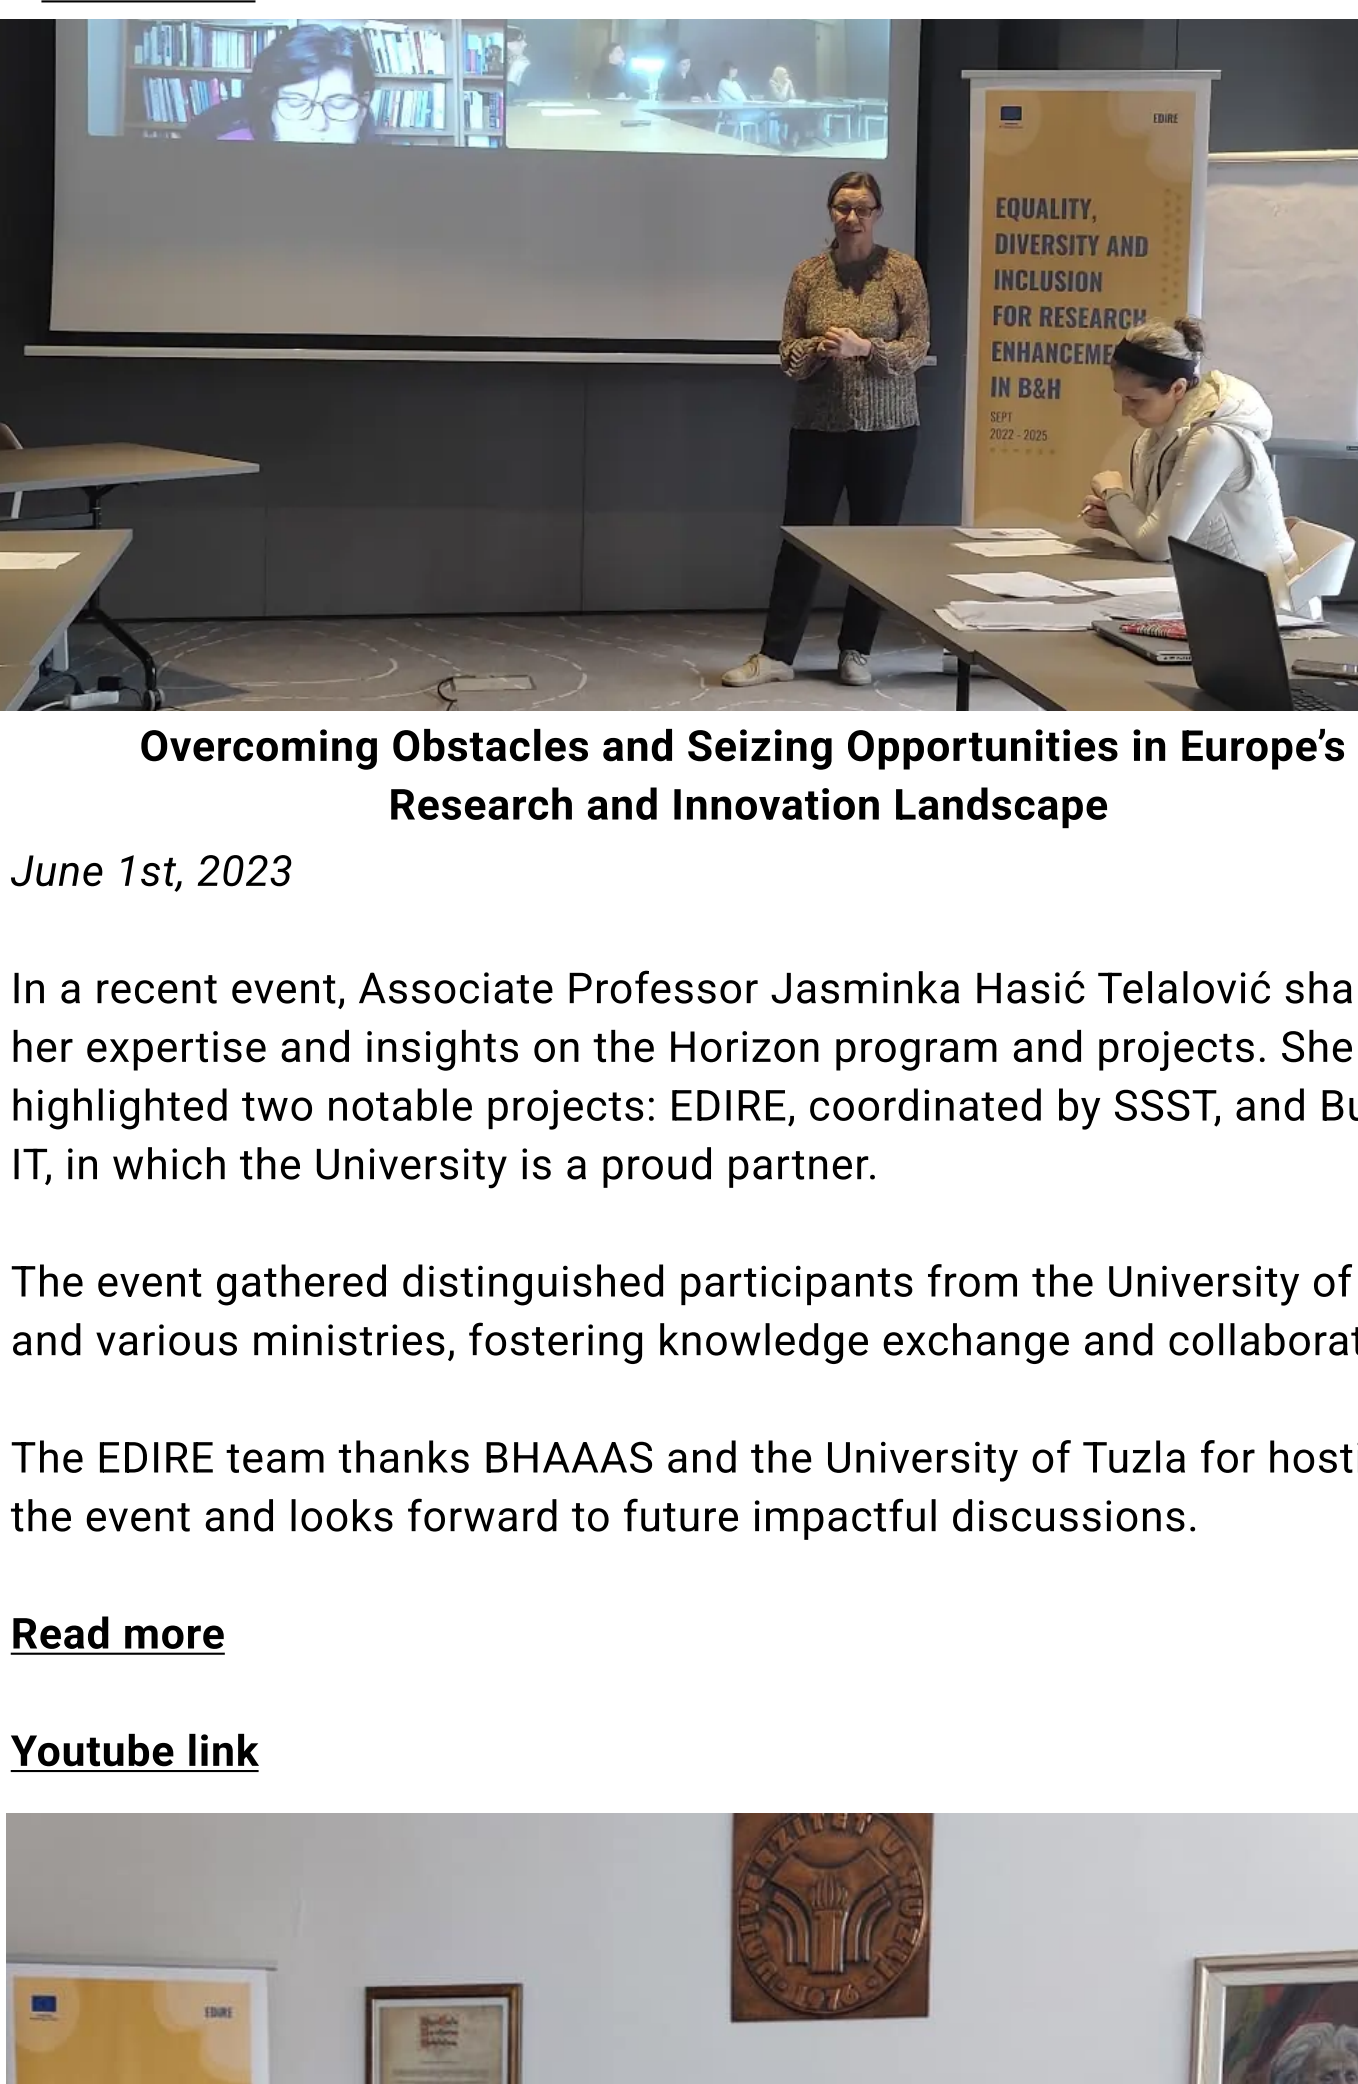 EDIRE
EQUALITY,
DIVERSITY AND
INCLUSION
FOR RESEARCH
ENHANCEME
IN B&H
SEPT
2022 - 2025
Overcoming Obstacles and Seizing Opportunities in Europe’s
Research and Innovation Landscape
June 1st, 2023
In a recent event, Associate Professor Jasminka Hasić Telalović sha
her expertise and insights on the Horizon program and projects. She
highlighted two notable projects: EDIRE, coordinated by SSST, and Bu
IT, in which the University is a proud partner.
The event gathered distinguished participants from the University of
and various ministries, fostering knowledge exchange and collaborat
The EDIRE team thanks BHAAAS and the University of Tuzla for hosti
the event and looks forward to future impactful discussions.
Read more
Youtube link
UNIVERZITET U TUZLI
1976
EDIRE